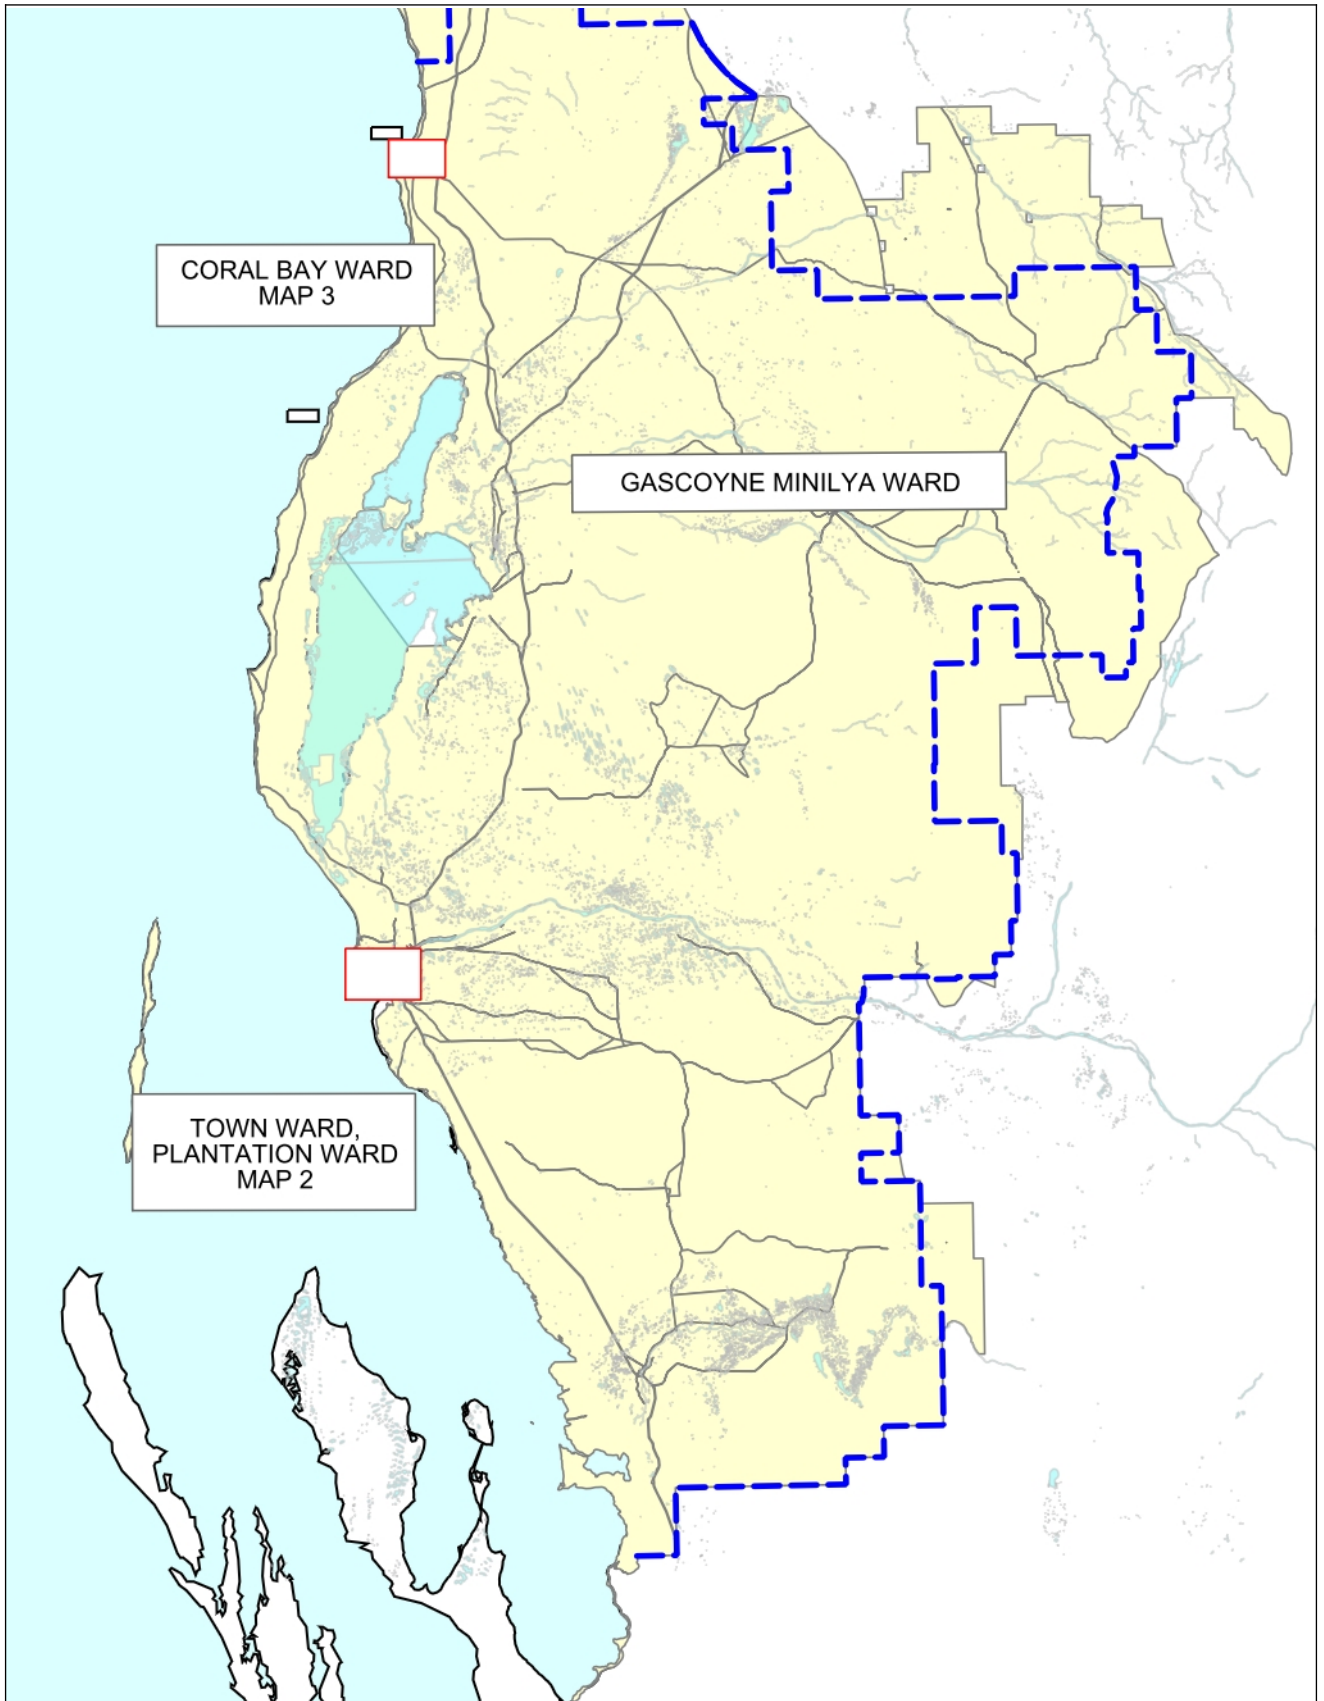 CORAL BAY WARD
MAP 3
GASCOYNE MINILYA WARD
TOWN WARD,
PLANTATION WARD
MAP 2